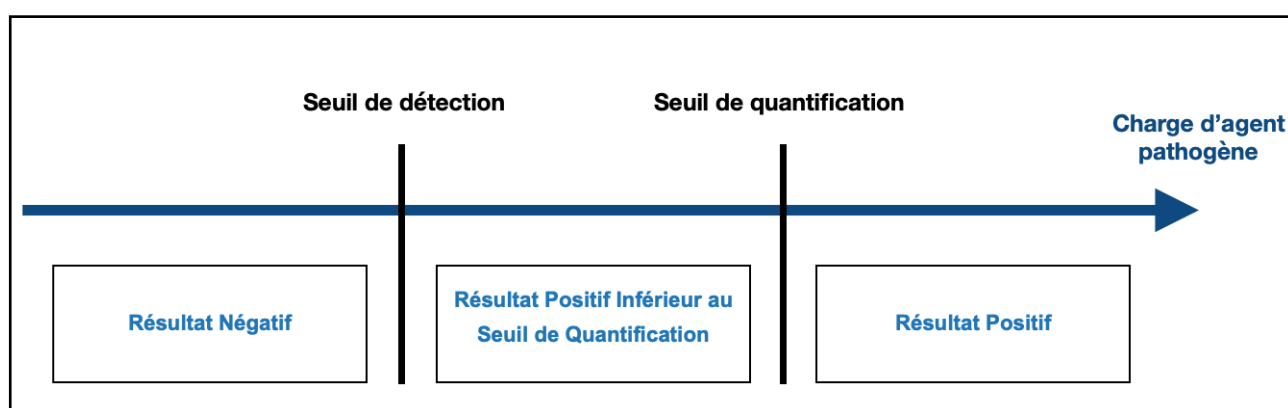 Seuil de détection
Seuil de quantification
Charge d’agent
pathogène
Résultat Négatif
Résultat Positif Inférieur au
Seuil de Quantification
Résultat Positif